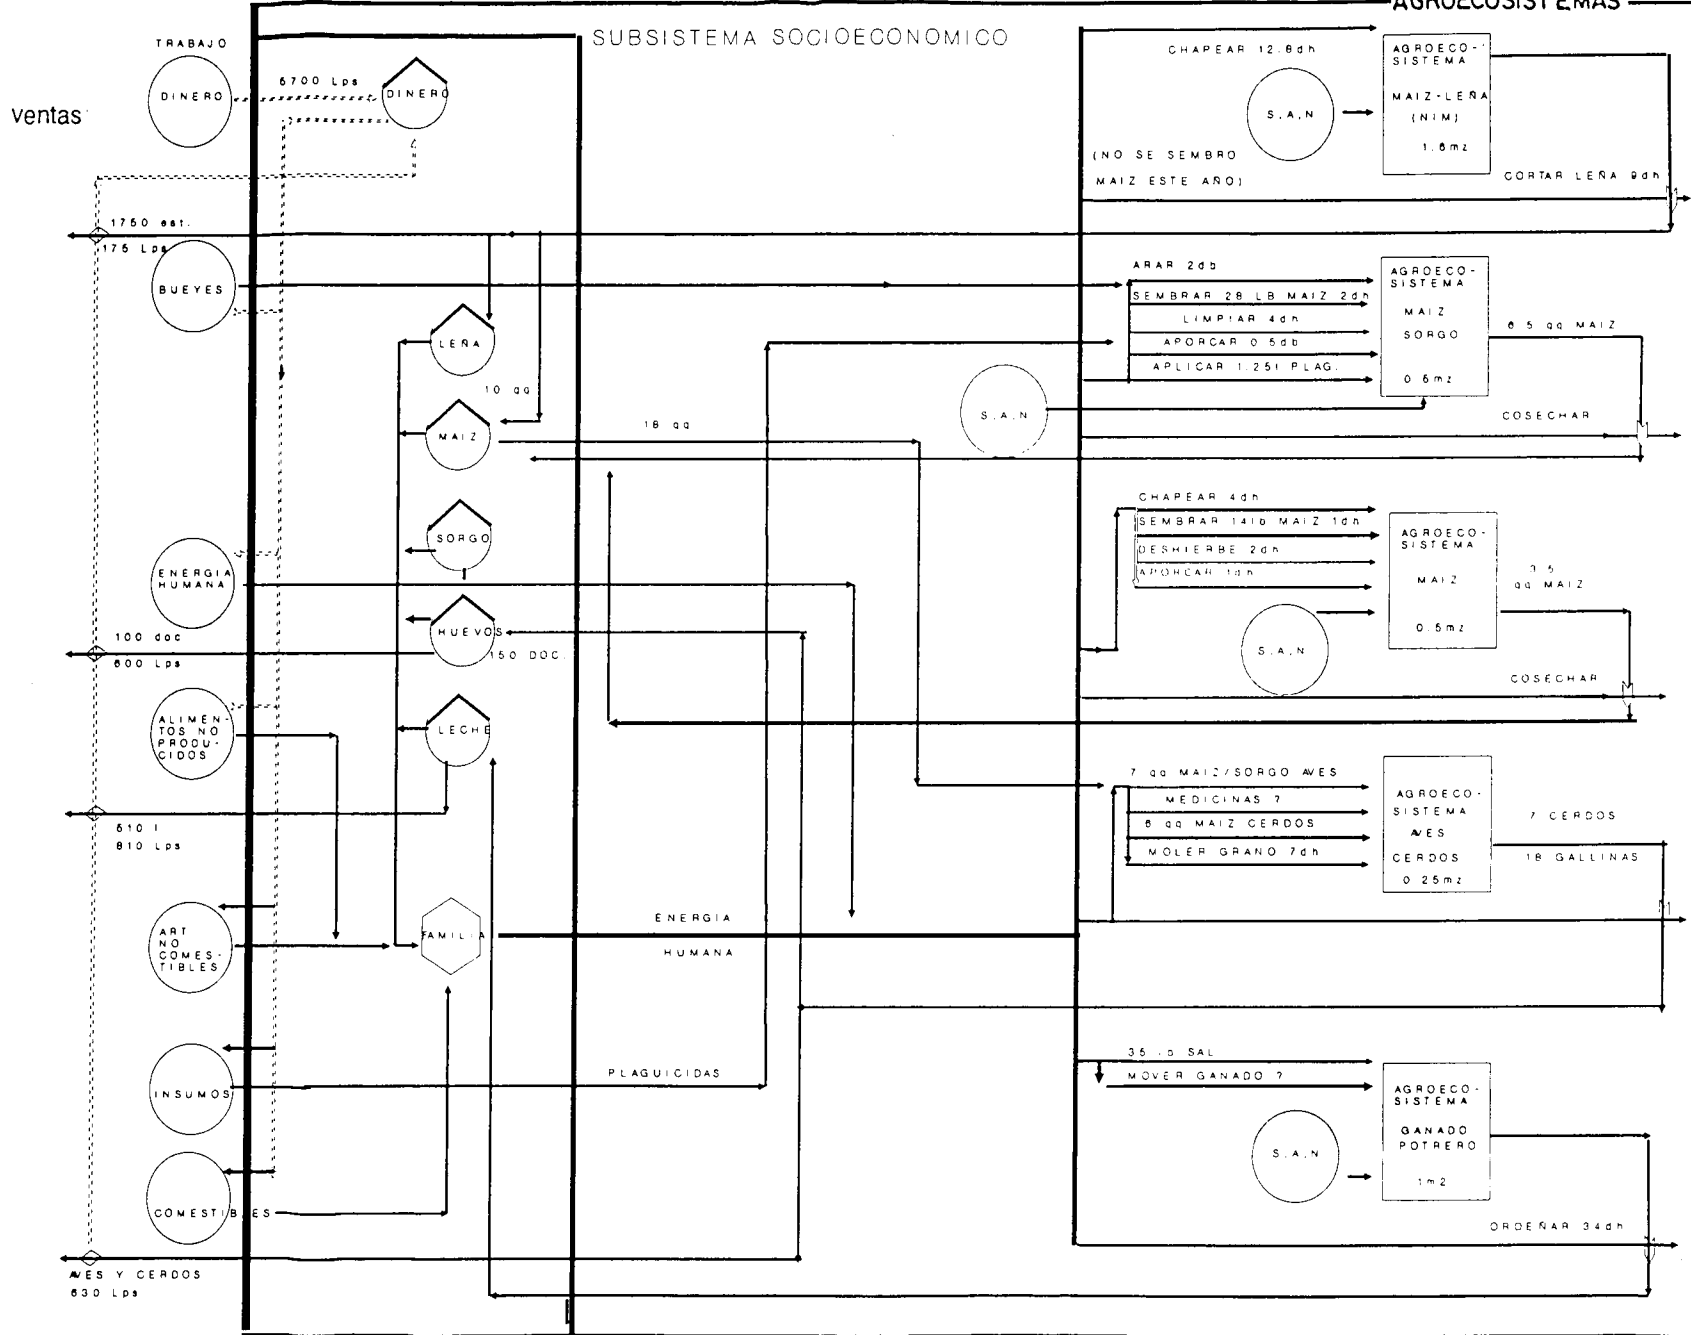 AGROECOSISTEMAS
SUBSISTEMA SOCIOECONOMICO
TRABAJO
DINERO
6700 Lps
DINERO
ventas
1750 est.
175 Lps
BUEYES
LEÑA
10 qq
MAIZ
18 qq
SORGO
ENERGIA
HUMANA
HUEVOS
150 DOC.
100 doc
600 Lps
ALIMEN-
TOS NO
PRODU-
CIDOS
LECHE
610 l
810 Lps
ART
NO
COMES-
TIBLES
FAMILIA
ENERGIA
HUMANA
INSUMOS
PLAGUICIDAS
COMESTIBLES
AVES Y CERDOS
630 Lps
CHAPEAR 12.8dh
S,A,N
AGROECO-
SISTEMA
MAIZ-LEÑA
(NIM)
1.6mz
(NO SE SEMBRO
MAIZ ESTE AÑO)
CORTAR LEÑA 9dh
ARAR 2db
SEMBRAR 28 LB MAIZ 2dh
LIMPIAR 4dh
APORCAR 0.5db
APLICAR 1.25l PLAG.
S,A,N
AGROECO-
SISTEMA
MAIZ
SORGO
0.5mz
6.5 qq MAIZ
COSECHAR
CHAPEAR 4dh
SEMBRAR 14lb MAIZ 1dh
DESHIERBE 2dh
APORCAR 1dh
S,A,N
AGROECO-
SISTEMA
MAIZ
0.5mz
3.5
qq MAIZ
COSECHAR
7 qq MAIZ/SORGO AVES
MEDICINAS ?
6 qq MAIZ CERDOS
MOLER GRANO 7dh
AGROECO-
SISTEMA
AVES
CERDOS
0.25mz
7 CERDOS
18 GALLINAS
35 lb SAL
MOVER GANADO ?
S,A,N
AGROECO-
SISTEMA
GANADO
POTRERO
1m2
ORDEÑAR 34dh